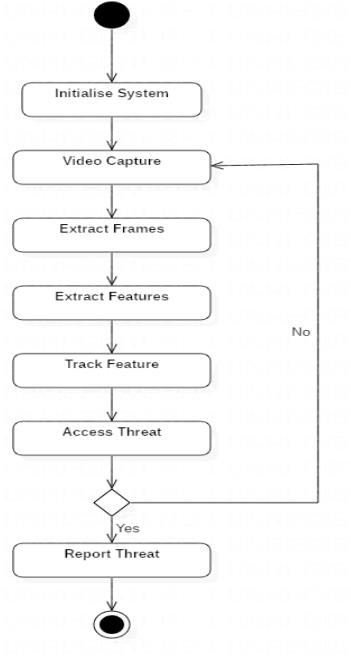 Initialise System
Video Capture
Extract Frames
Extract Features
No
Track Feature
Access Threat
Yes
Report Threat